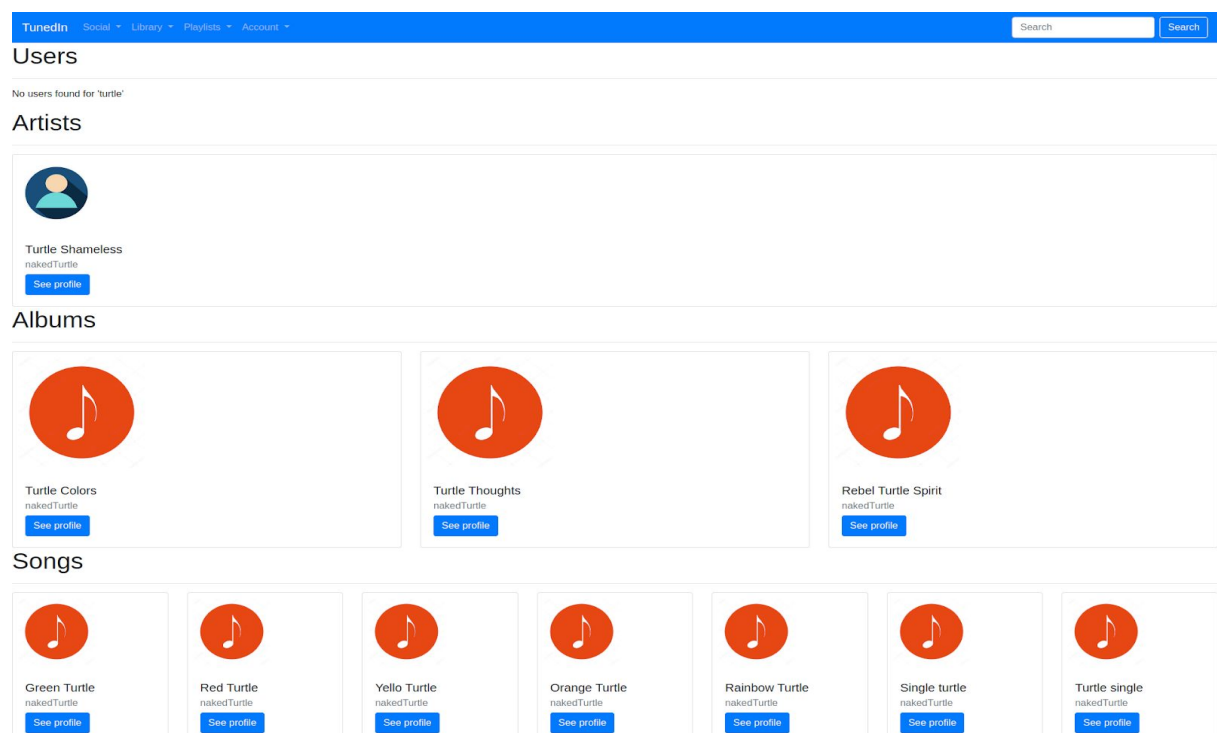 TunedIn Social Library Playlists Account Search Search
Users
No users found for 'turtle'
Artists
Turtle Shameless
nakedTurtle
See profile
Albums
Turtle Colors Turtle Thoughts Rebel Turtle Spirit
nakedTurtle nakedTurtle nakedTurtle
See profile See profile See profile
Songs
Green Turtle Red Turtle Yello Turtle Orange Turtle Rainbow Turtle Single turtle Turtle single
nakedTurtle nakedTurtle nakedTurtle nakedTurtle nakedTurtle nakedTurtle nakedTurtle
See profile See profile See profile See profile See profile See profile See profile